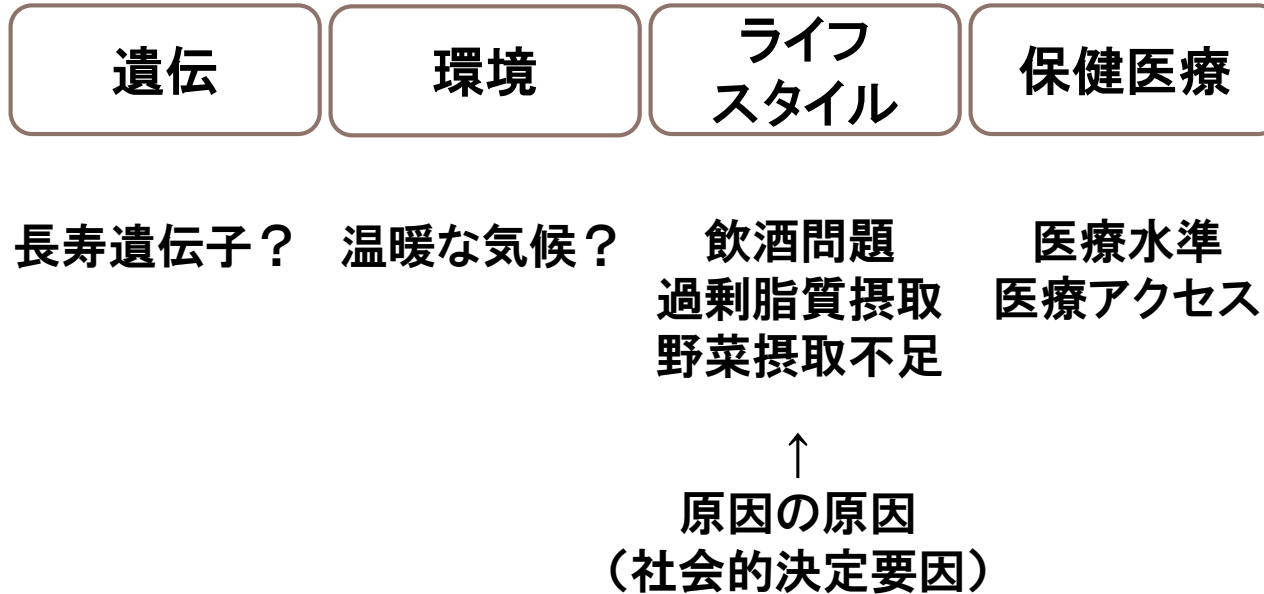 遺伝
環境
ライフ
スタイル
保健医療
長寿遺伝子？
温暖な気候？
飲酒問題
過剰脂質摂取
野菜摂取不足
医療水準
医療アクセス
↑
原因の原因
（社会的決定要因）